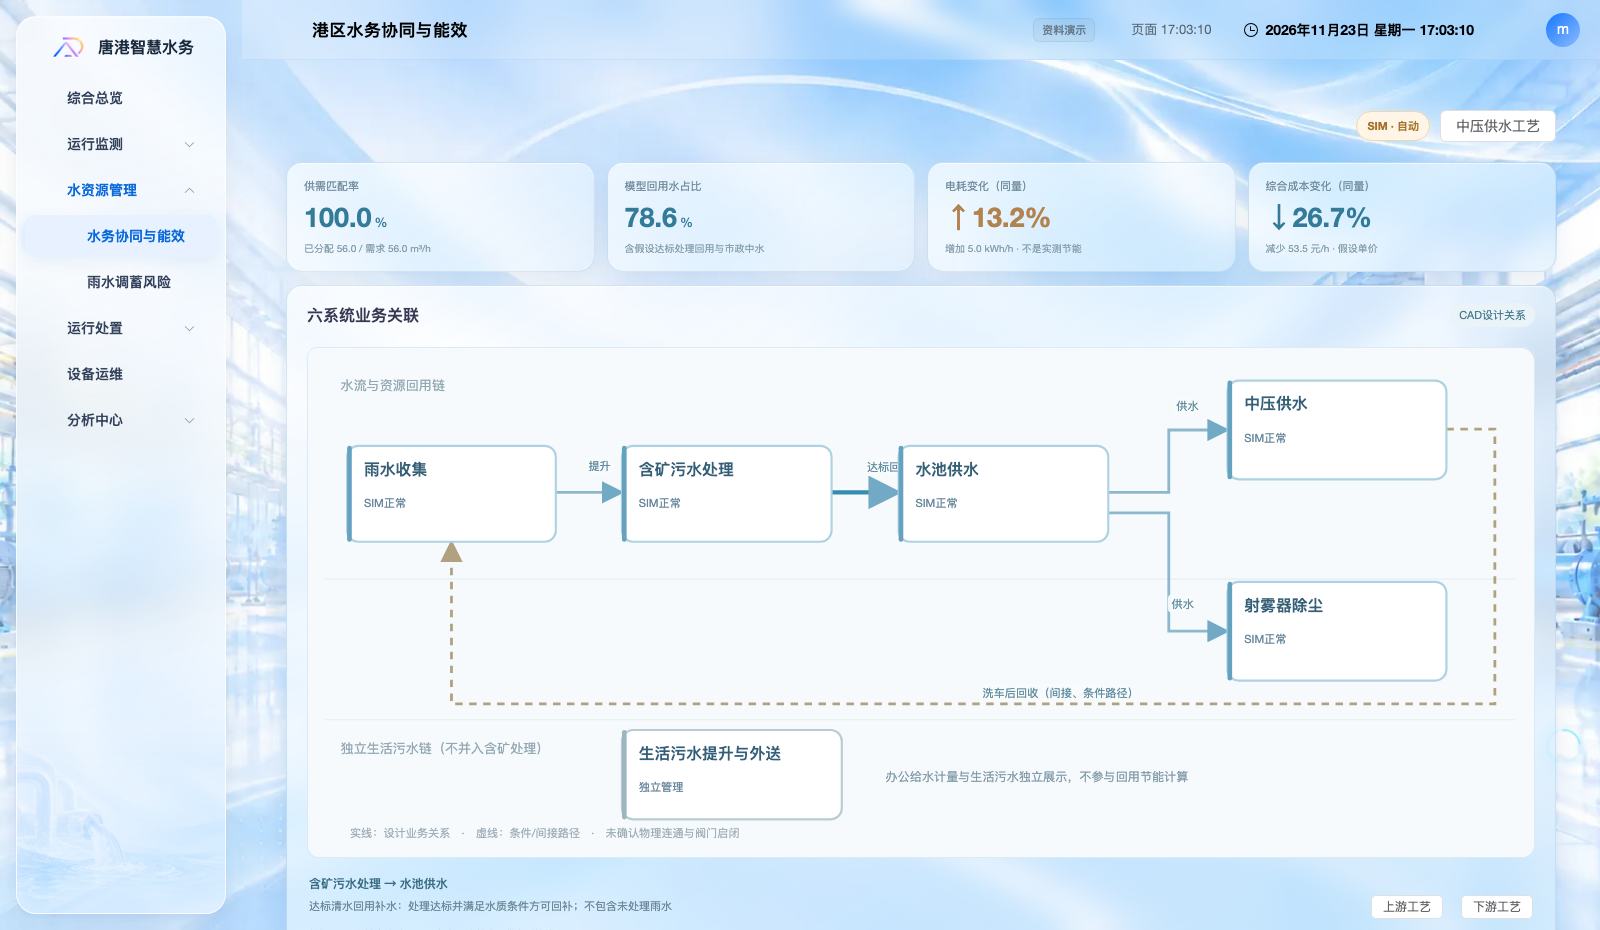 唐港智慧水务
港区水务协同与能效
资料演示
页面 17:03:10
2026年11月23日 星期一 17:03:10
m
综合总览
运行监测
水资源管理
水务协同与能效
雨水调蓄风险
运行处置
设备运维
分析中心
SIM · 自动
中压供水工艺
供需匹配率
100.0 %
已分配 56.0 / 需求 56.0 m³/h
模型回用水占比
78.6 %
含假设达标处理回用与市政中水
电耗变化（同量）
↑13.2%
增加 5.0 kWh/h · 不是实测节能
综合成本变化（同量）
↓26.7%
减少 53.5 元/h · 假设单价
六系统业务关联
CAD设计关系
水流与资源回用链
雨水收集
SIM正常
提升
含矿污水处理
SIM正常
达标回
水池供水
SIM正常
供水
中压供水
SIM正常
供水
射雾器除尘
SIM正常
洗车后回收（间接、条件路径）
独立生活污水链（不并入含矿处理）
生活污水提升与外送
独立管理
办公给水计量与生活污水独立展示，不参与回用节能计算
实线：设计业务关系 · 虚线：条件/间接路径 · 未确认物理连通与阀门启闭
含矿污水处理 → 水池供水
达标清水回用补水：处理达标并满足水质条件方可回补；不包含未处理雨水
上游工艺
下游工艺